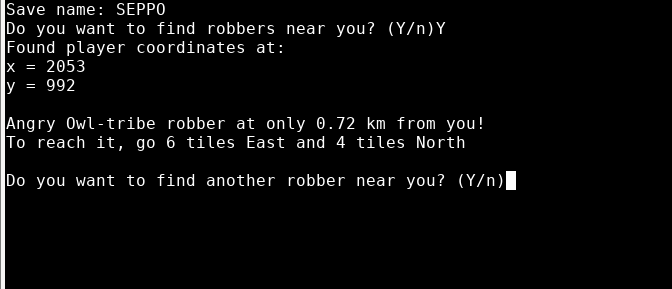 Save name: SEPPO
Do you want to find robbers near you? (Y/n)Y
Found player coordinates at:
x = 2053
y = 992
Angry Owl-tribe robber at only 0.72 km from you!
To reach it, go 6 tiles East and 4 tiles North
Do you want to find another robber near you? (Y/n)